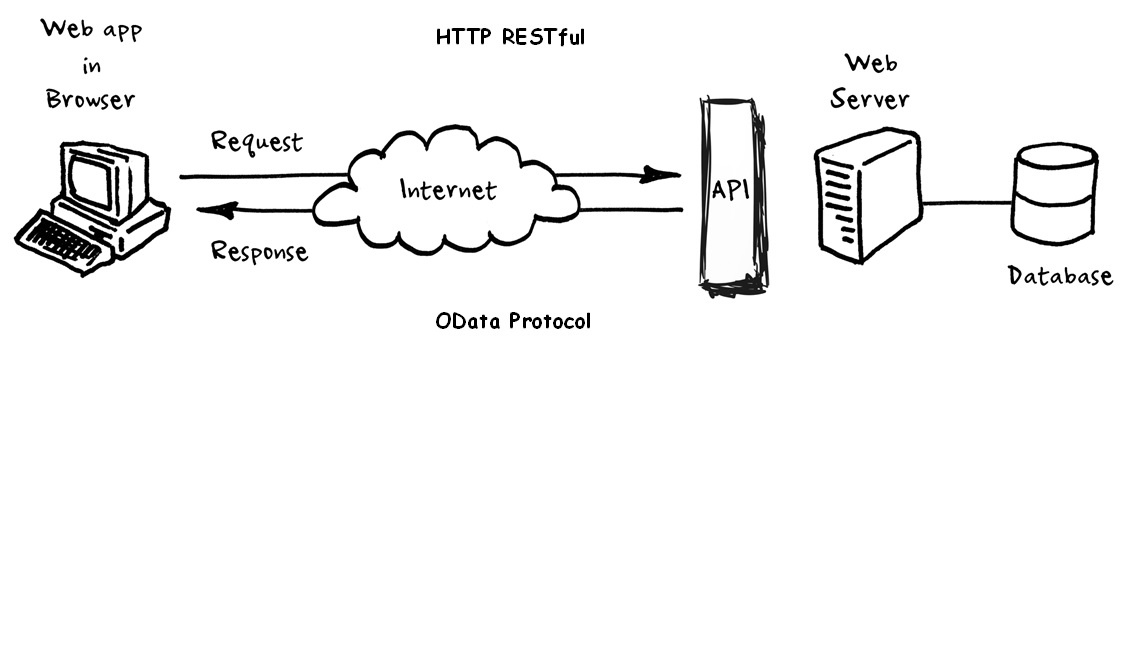 Web app
in
Browser
HTTP RESTful
Web
Server
Request
Internet
API
Response
Database
OData Protocol